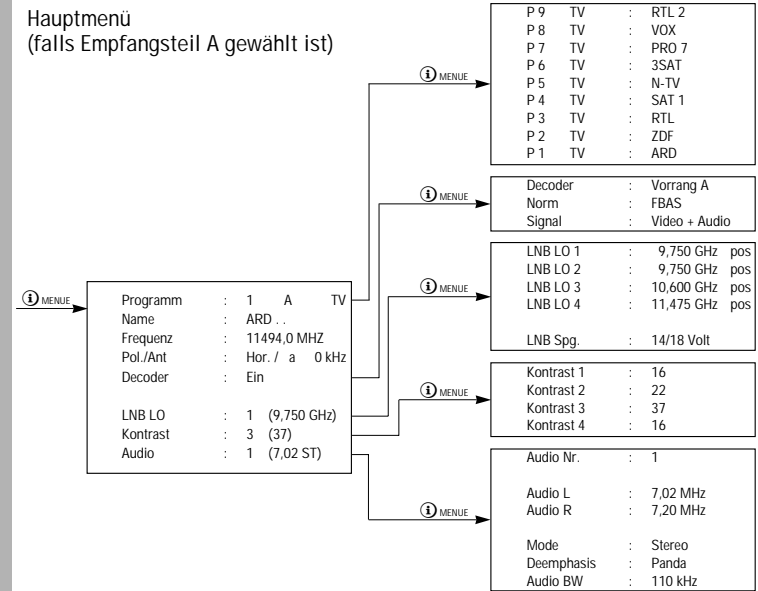 Hauptmenü
(falls Empfangsteil A gewählt ist)
P 9 TV : RTL 2
P 8 TV : VOX
P 7 TV : PRO 7
P 6 TV : 3SAT
P 5 TV : N-TV
P 4 TV : SAT 1
P 3 TV : RTL
P 2 TV : ZDF
P 1 TV : ARD
i MENUE
Decoder : Vorrang A
Norm : FBAS
Signal : Video + Audio
i MENUE
LNB LO 1 : 9,750 GHz pos
LNB LO 2 : 9,750 GHz pos
LNB LO 3 : 10,600 GHz pos
LNB LO 4 : 11,475 GHz pos
LNB Spg. : 14/18 Volt
i MENUE
i MENUE
Programm : 1 A TV
Name : ARD . .
Frequenz : 11494,0 MHZ
Pol./Ant : Hor. / a 0 kHz
Decoder : Ein
LNB LO : 1 (9,750 GHz)
Kontrast : 3 (37)
Audio : 1 (7,02 ST)
i MENUE
Kontrast 1 : 16
Kontrast 2 : 22
Kontrast 3 : 37
Kontrast 4 : 16
i MENUE
Audio Nr. : 1
Audio L : 7,02 MHz
Audio R : 7,20 MHz
Mode : Stereo
Deemphasis : Panda
Audio BW : 110 kHz